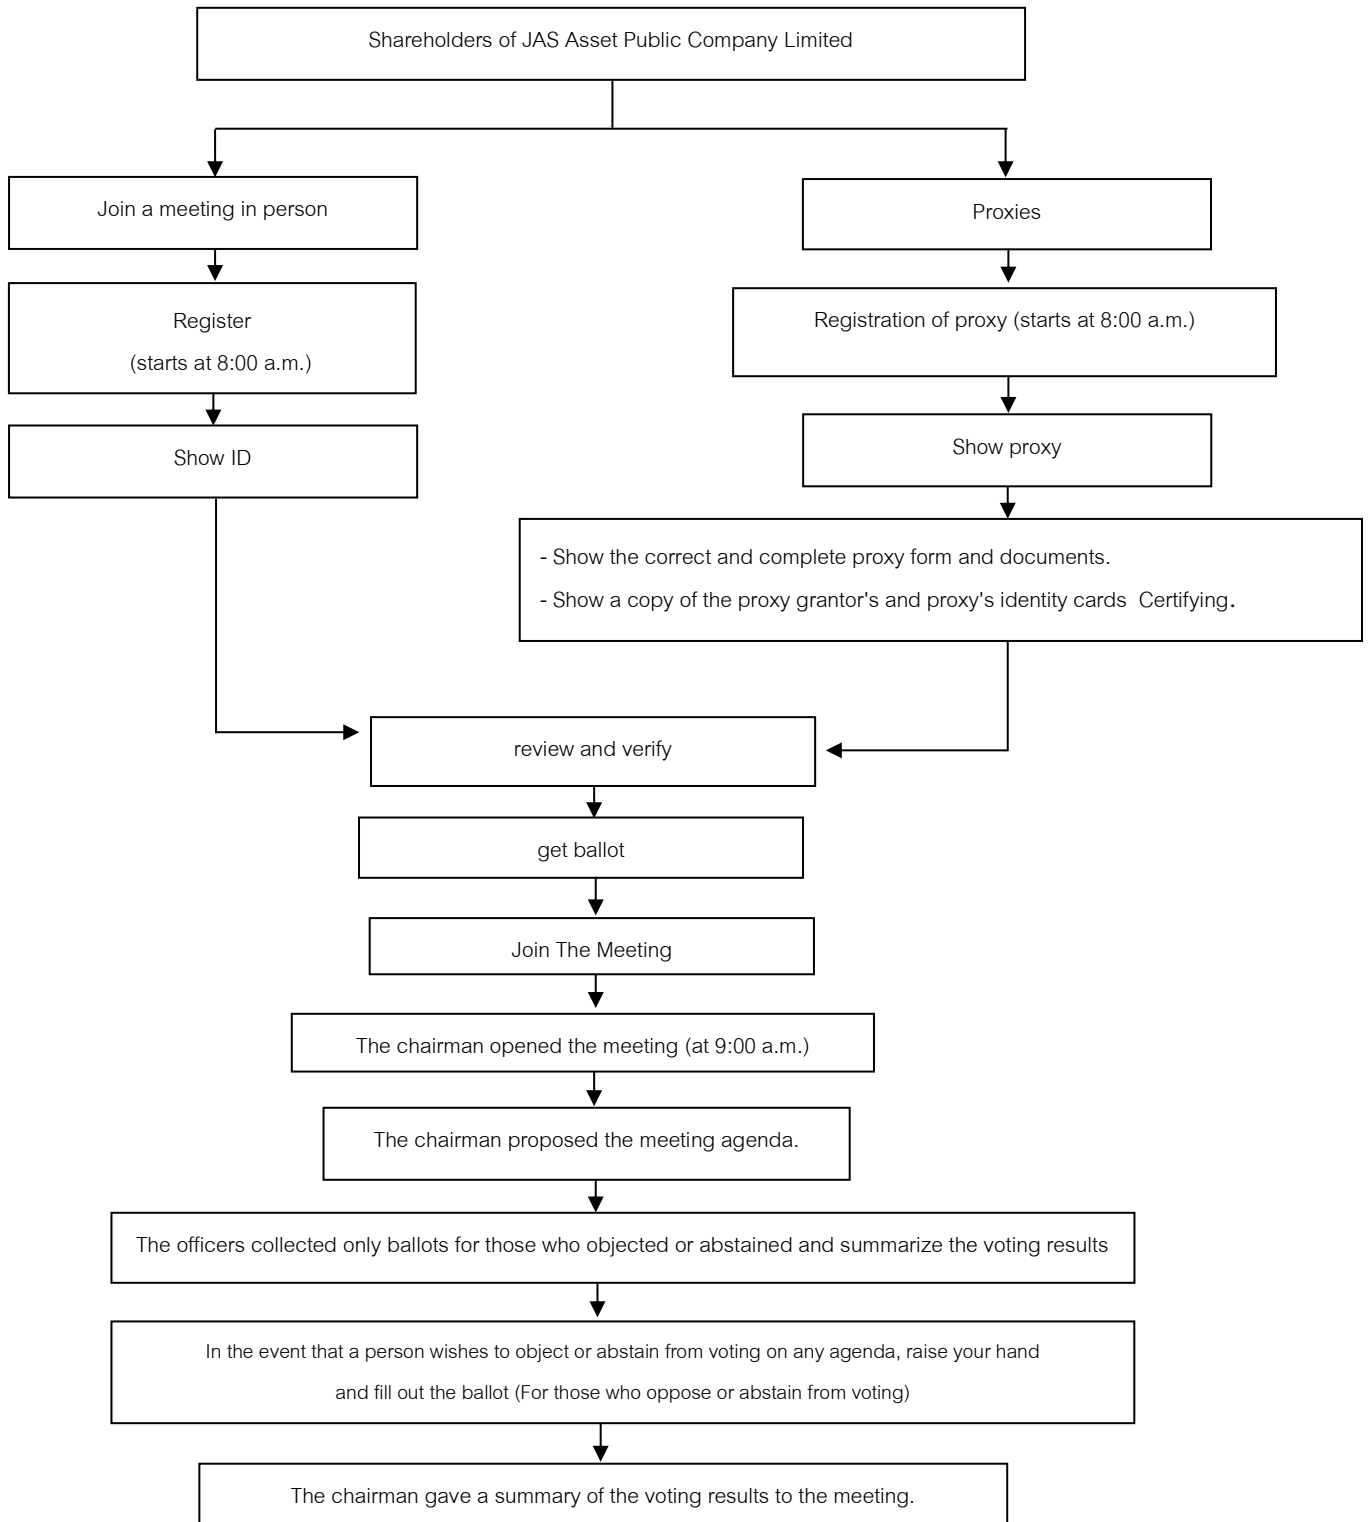 Shareholders of JAS Asset Public Company Limited
Join a meeting in person
Proxies
Register
(starts at 8:00 a.m.)
Registration of proxy (starts at 8:00 a.m.)
Show ID
Show proxy
- Show the correct and complete proxy form and documents.
- Show a copy of the proxy grantor's and proxy's identity cards  Certifying.
review and verify
get ballot
Join The Meeting
The chairman opened the meeting (at 9:00 a.m.)
The chairman proposed the meeting agenda.
The officers collected only ballots for those who objected or abstained and summarize the voting results
In the event that a person wishes to object or abstain from voting on any agenda, raise your hand
and fill out the ballot (For those who oppose or abstain from voting)
The chairman gave a summary of the voting results to the meeting.